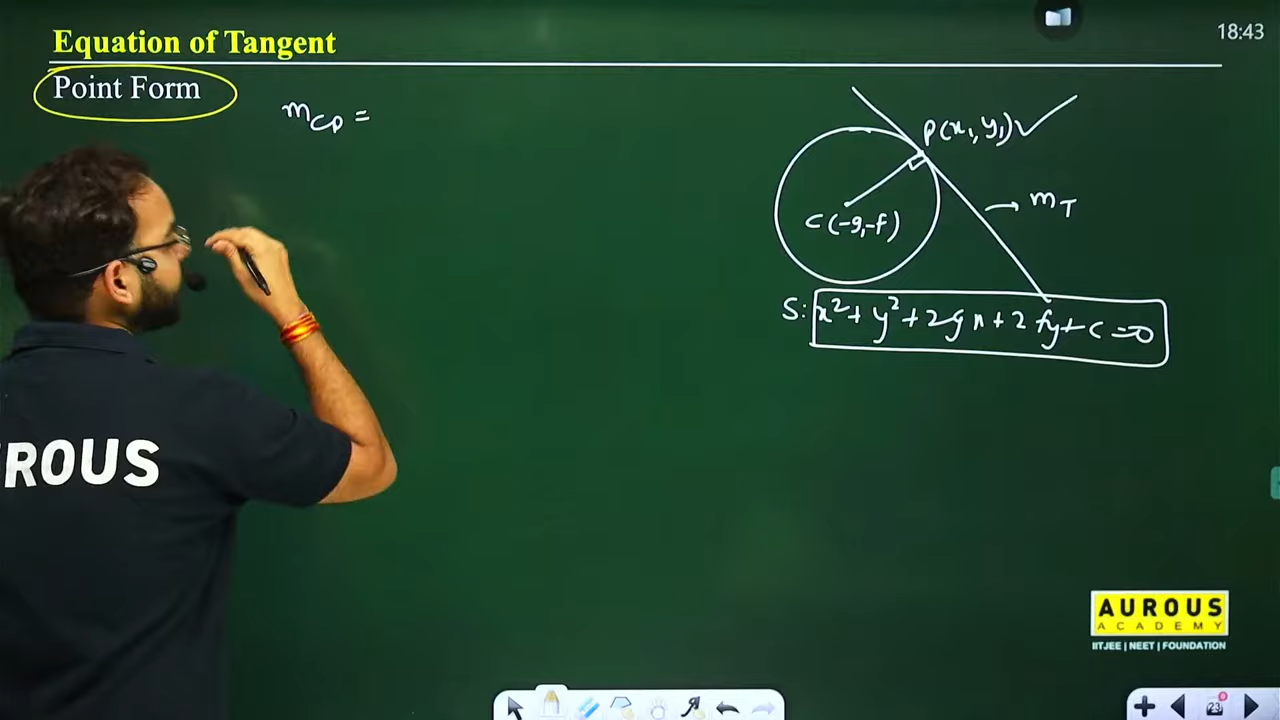 18:43
Equation of Tangent
Point Form
m_CP =
P(x₁, y₁)
m_T
C(-g,-f)
S: x² + y² + 2gx + 2fy + c = 0
ROUS
AUROUS
ACADEMY
IITJEE | NEET | FOUNDATION
23